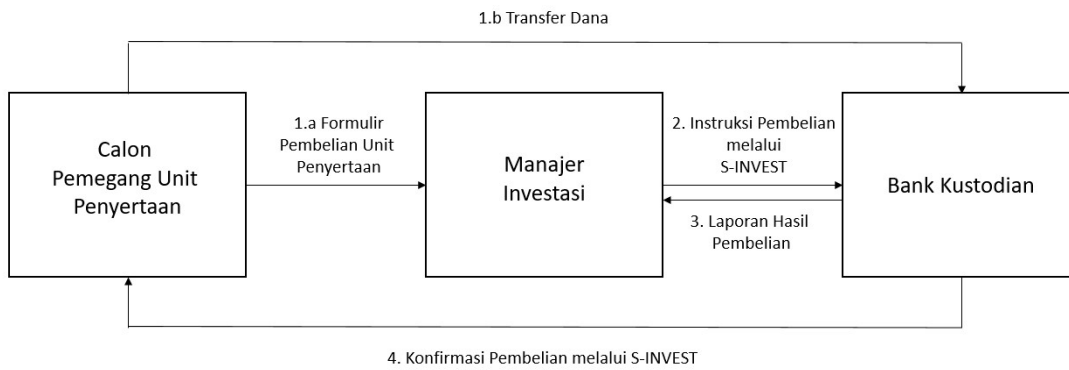 1.b Transfer Dana
Calon
Pemegang Unit
Penyertaan
1.a Formulir
Pembelian Unit
Penyertaan
Manajer
Investasi
2. Instruksi Pembelian
melalui
S-INVEST
3. Laporan Hasil
Pembelian
Bank Kustodian
4. Konfirmasi Pembelian melalui S-INVEST